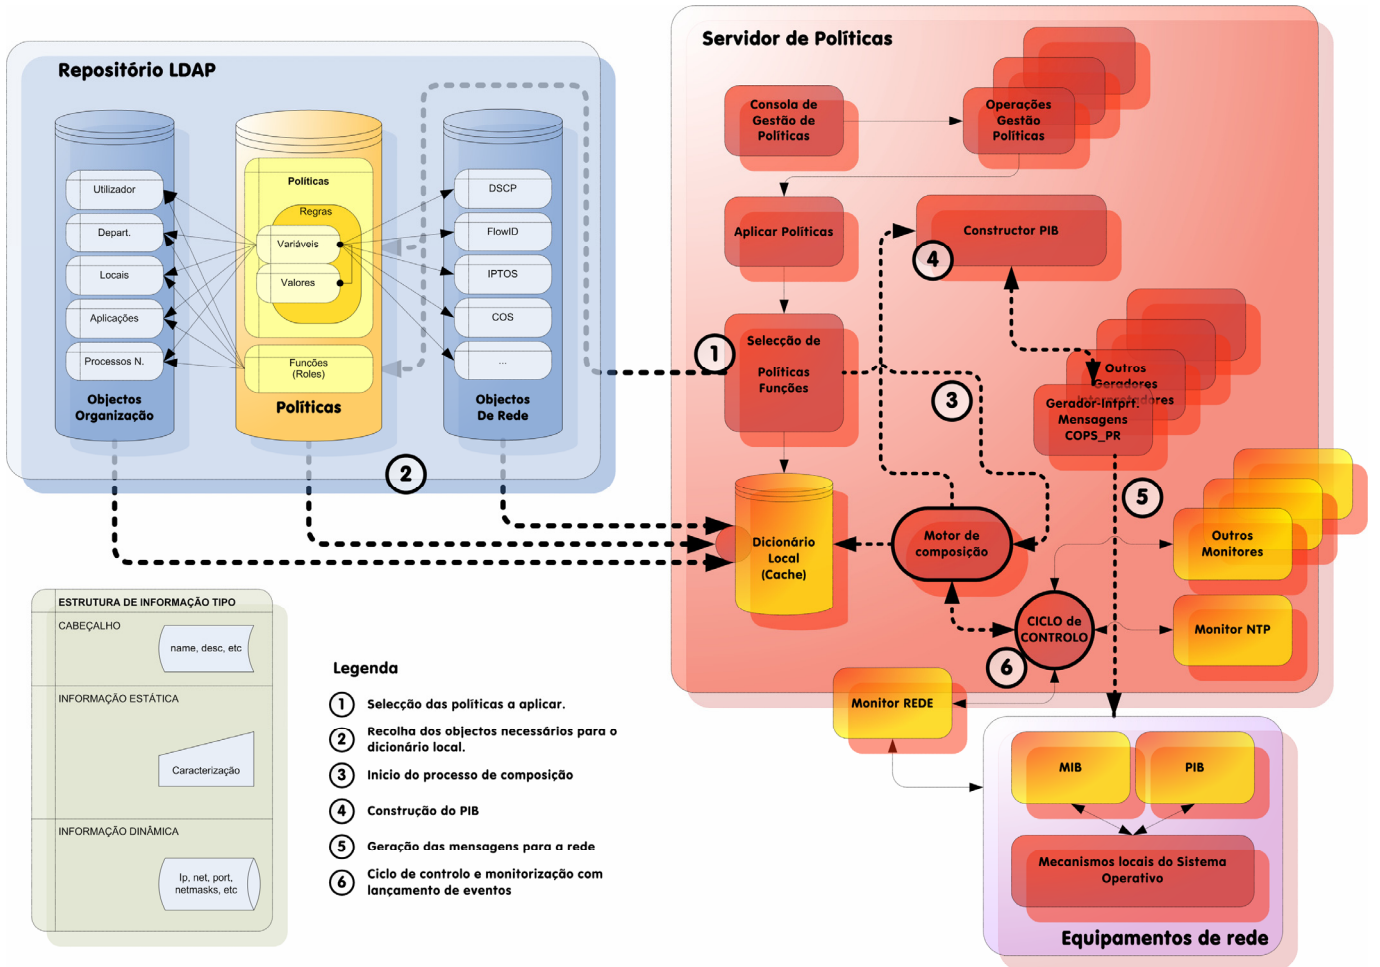 Repositório LDAP
Utilizador
Depart.
Locais
Aplicações
Processos N.
Objectos
Organização
Políticas
Regras
Variáveis
Valores
Funções
(Roles)
Políticas
DSCP
FlowID
IPTOS
COS
...
Objectos
De Rede
2
Servidor de Políticas
Consola de
Gestão de
Políticas
Operações
Gestão
Políticas
Aplicar Políticas
Constructor PIB
4
1
Selecção de
Políticas
Funções
3
Outros
Geradores
Interpretadores
Gerador-Intprt.
Mensagens
COPS_PR
5
Dicionário
Local
(Cache)
Motor de
composição
Outros
Monitores
CICLO de
CONTROLO
Monitor NTP
6
Monitor REDE
MIB
PIB
Mecanismos locais do Sistema
Operativo
Equipamentos de rede
ESTRUTURA DE INFORMAÇÃO TIPO
CABEÇALHO
name, desc, etc
INFORMAÇÃO ESTÁTICA
Caracterização
INFORMAÇÃO DINÂMICA
Ip, net, port,
netmasks, etc
Legenda
1 Selecção das políticas a aplicar.
2 Recolha dos objectos necessários para o
dicionário local.
3 Inicio do processo de composição
4 Construção do PIB
5 Geração das mensagens para a rede
6 Ciclo de controlo e monitorização com
lançamento de eventos